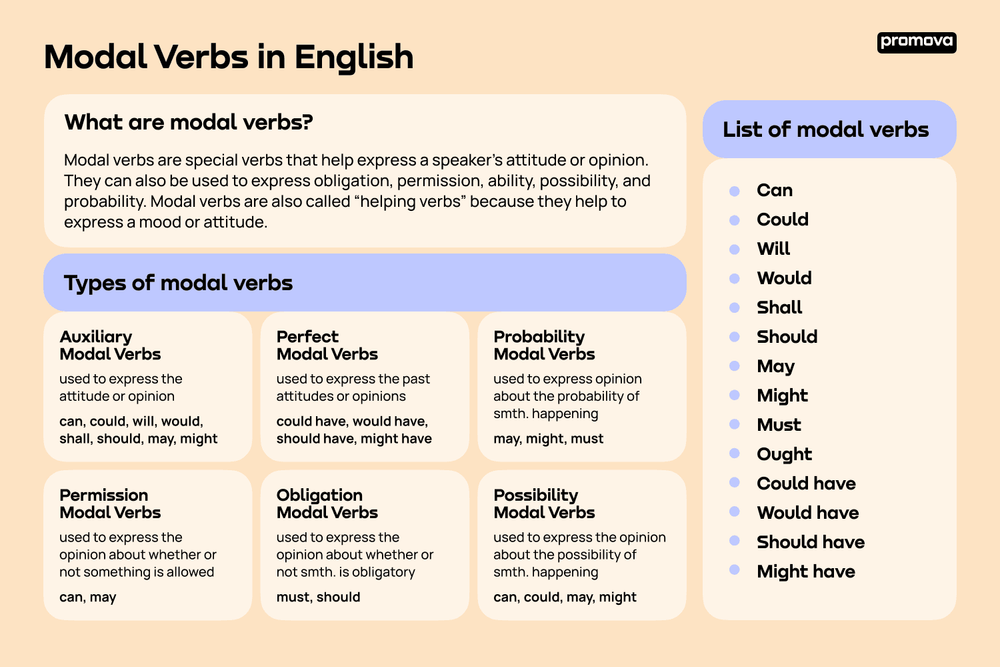 Modal Verbs in English
promova
What are modal verbs?
Modal verbs are special verbs that help express a speaker's attitude or opinion.
They can also be used to express obligation, permission, ability, possibility, and
probability. Modal verbs are also called “helping verbs” because they help to
express a mood or attitude.
Types of modal verbs
Auxiliary
Modal Verbs
used to express the
attitude or opinion
can, could, will, would,
shall, should, may, might
Perfect
Modal Verbs
used to express the past
attitudes or opinions
could have, would have,
should have, might have
Probability
Modal Verbs
used to express opinion
about the probability of
smth. happening
may, might, must
Permission
Modal Verbs
used to express the
opinion about whether or
not something is allowed
can, may
Obligation
Modal Verbs
used to express the
opinion about whether or
not smth. is obligatory
must, should
Possibility
Modal Verbs
used to express the opinion
about the possibility of
smth. happening
can, could, may, might
List of modal verbs
Can
Could
Will
Would
Shall
Should
May
Might
Must
Ought
Could have
Would have
Should have
Might have